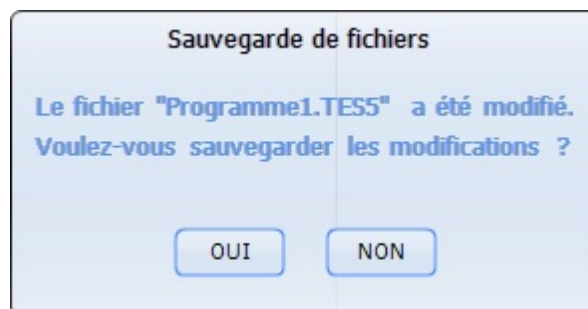 Sauvegarde de fichiers
Le fichier "Programme1.TES5" a été modifié.
Voulez-vous sauvegarder les modifications ?
OUI NON